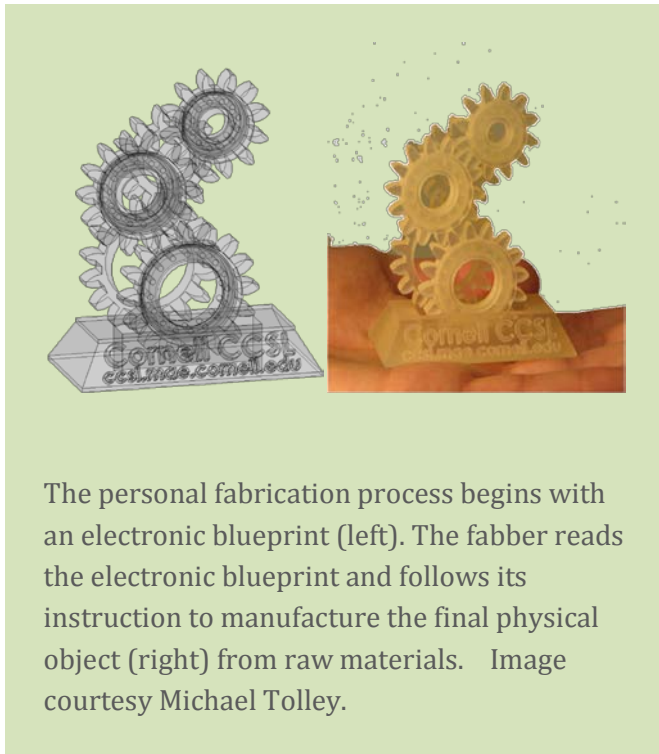 Cornell CCSL
ccsl.mae.cornell.edu
Cornell CCSL
ccsl.mae.cornell.edu
The personal fabrication process begins with
an electronic blueprint (left). The fabber reads
the electronic blueprint and follows its
instruction to manufacture the final physical
object (right) from raw materials. Image
courtesy Michael Tolley.